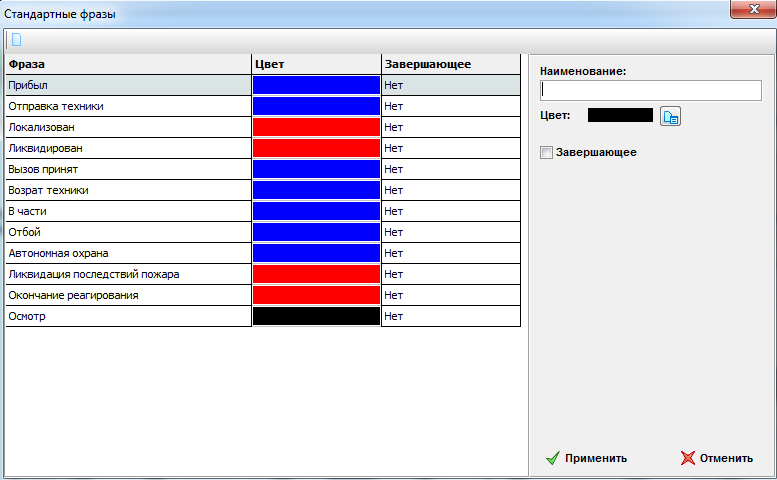 Стандартные фразы
Фраза Цвет Завершающее
Прибыл Нет
Отправка техники Нет
Локализован Нет
Ликвидирован Нет
Вызов принят Нет
Возрат техники Нет
В части Нет
Отбой Нет
Автономная охрана Нет
Ликвидация последствий пожара Нет
Окончание реагирования Нет
Осмотр Нет
Наименование:
Цвет:
Завершающее
Применить Отменить